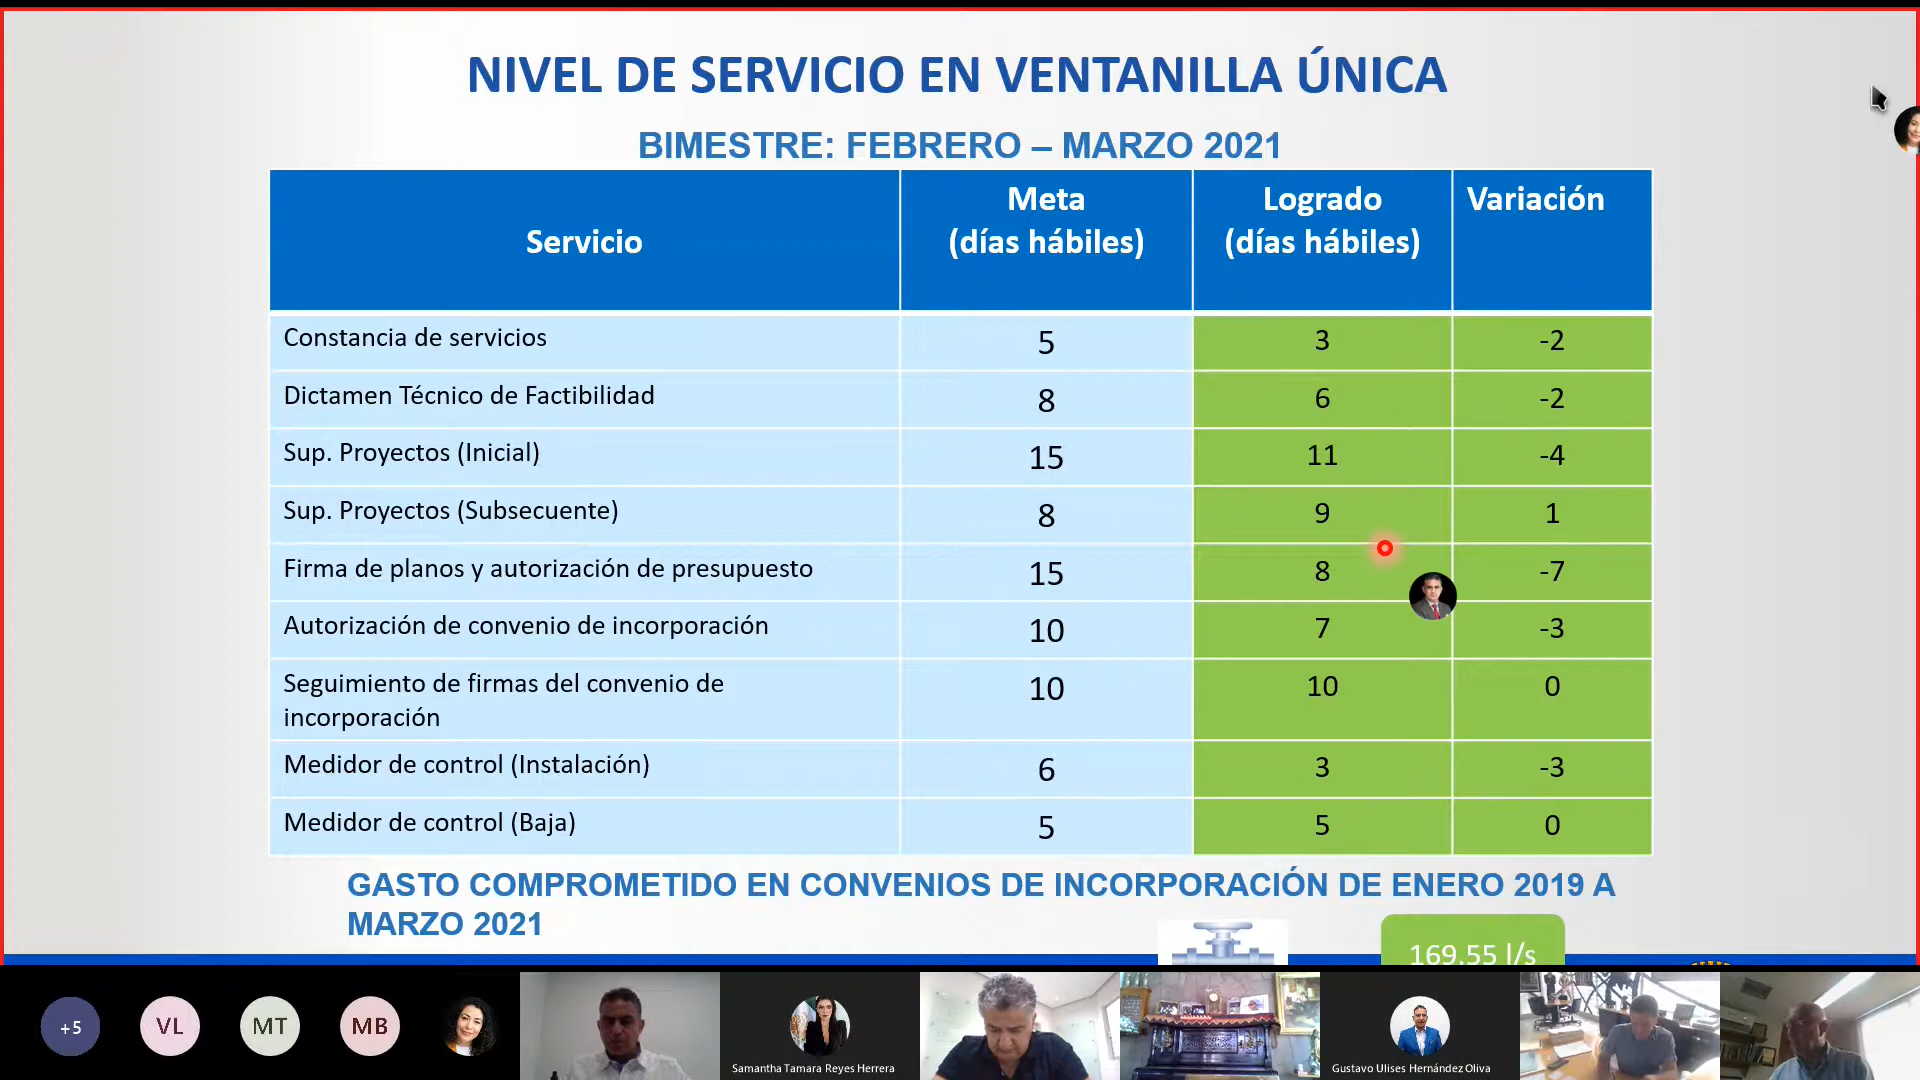 NIVEL DE SERVICIO EN VENTANILLA ÚNICA
BIMESTRE: FEBRERO – MARZO 2021
Servicio
Meta
(días hábiles)
Logrado
(días hábiles)
Variación
Constancia de servicios 5 3 -2
Dictamen Técnico de Factibilidad 8 6 -2
Sup. Proyectos (Inicial) 15 11 -4
Sup. Proyectos (Subsecuente) 8 9 1
Firma de planos y autorización de presupuesto 15 8 -7
Autorización de convenio de incorporación 10 7 -3
Seguimiento de firmas del convenio de 10 10 0
incorporación
Medidor de control (Instalación) 6 3 -3
Medidor de control (Baja) 5 5 0
GASTO COMPROMETIDO EN CONVENIOS DE INCORPORACIÓN DE ENERO 2019 A
MARZO 2021
169.55 l/s
+5 VL MT MB
Samantha Tamara Reyes Herrera
Gustavo Ulises Hernández Oliva